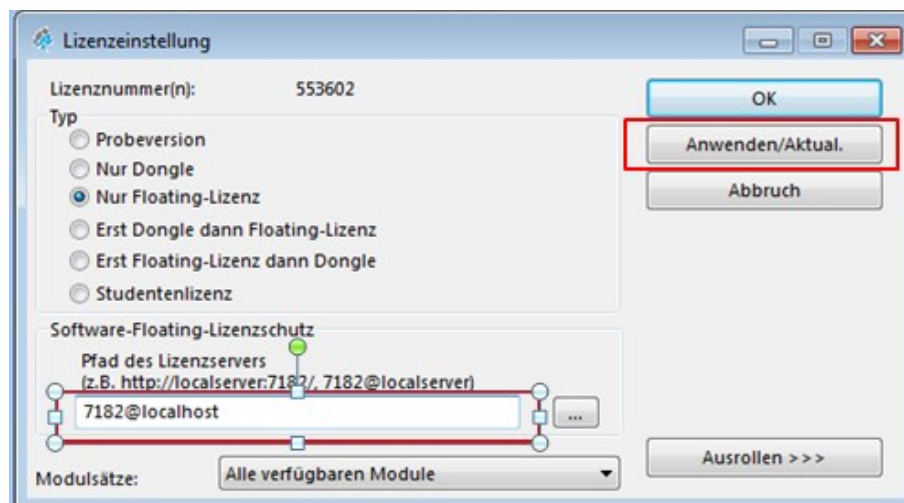 Lizenzeinstellung
Lizenznummer(n): 553602
OK
Typ
Probeversion
Anwenden/Aktual.
Nur Dongle
Abbruch
Nur Floating-Lizenz
Erst Dongle dann Floating-Lizenz
Erst Floating-Lizenz dann Dongle
Studentenlizenz
Software-Floating-Lizenzschutz
Pfad des Lizenzservers
(z.B. http://localserver:7182/, 7182@localserver)
7182@localhost ...
Ausrollen >>>
Modulsätze: Alle verfügbaren Module